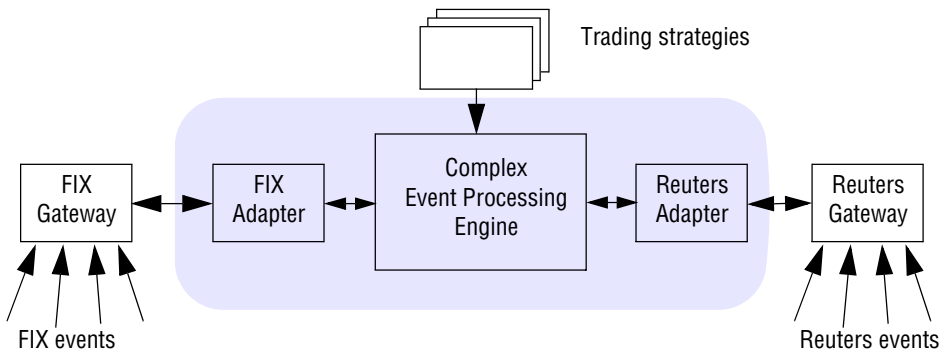 Trading strategies
FIX
Gateway
FIX
Adapter
Complex
Event Processing
Engine
Reuters
Adapter
Reuters
Gateway
FIX events
Reuters events